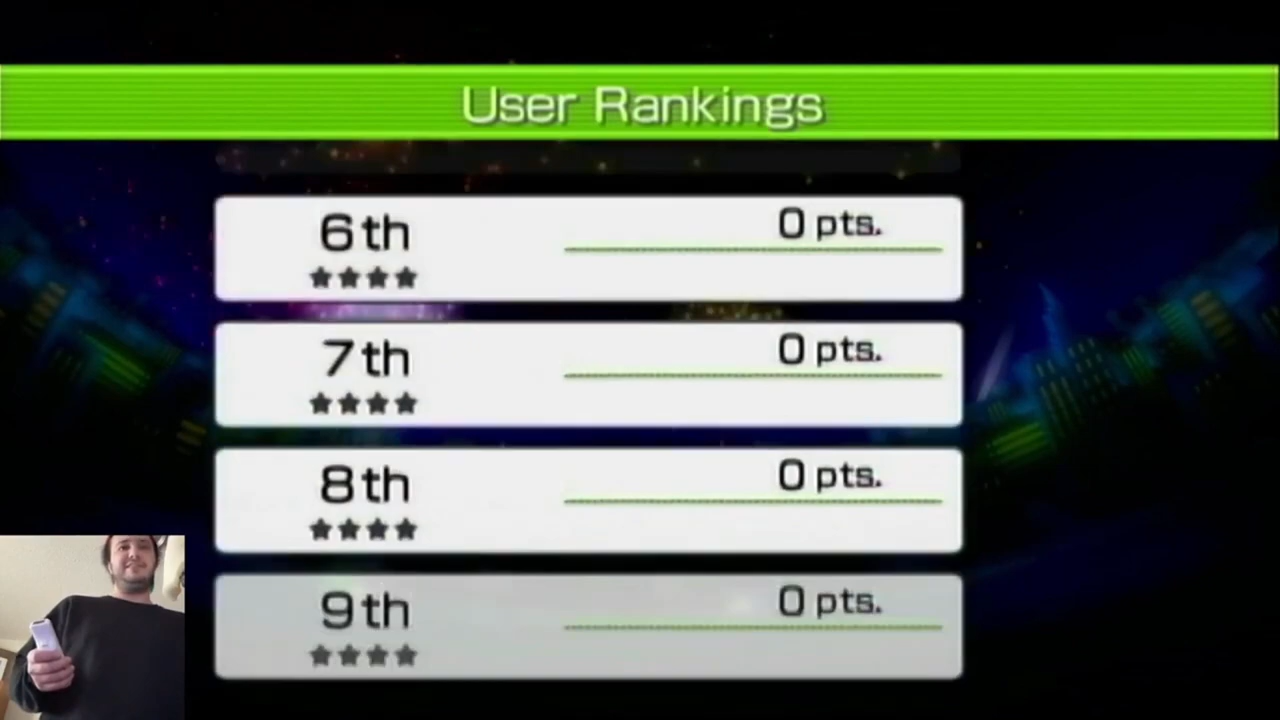 User Rankings
6th
0 pts.
★★★★
7th
0 pts.
★★★★
8th
0 pts.
★★★★
9th
0 pts.
★★★★